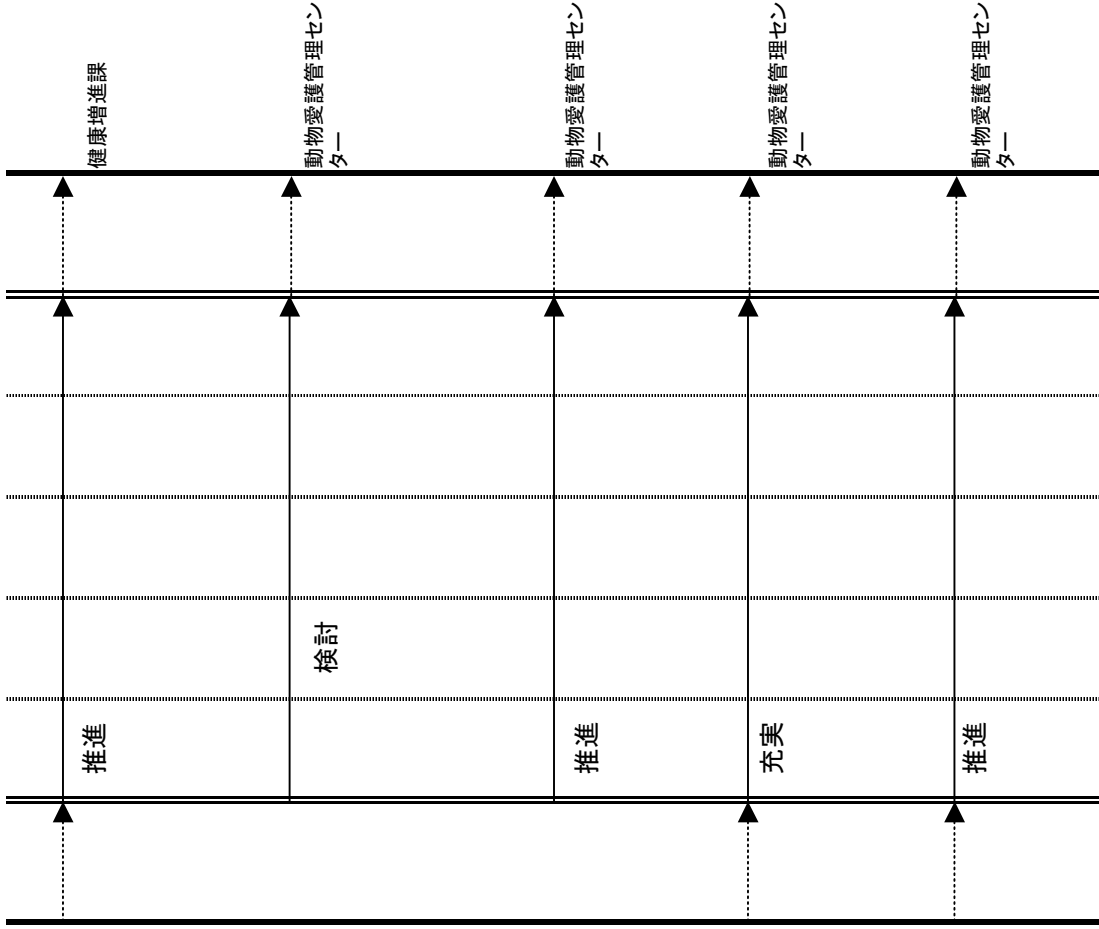 推進
健康増進課
検討
動物愛護管理セン
ター
推進
動物愛護管理セン
ター
充実
動物愛護管理セン
ター
推進
動物愛護管理セン
ター